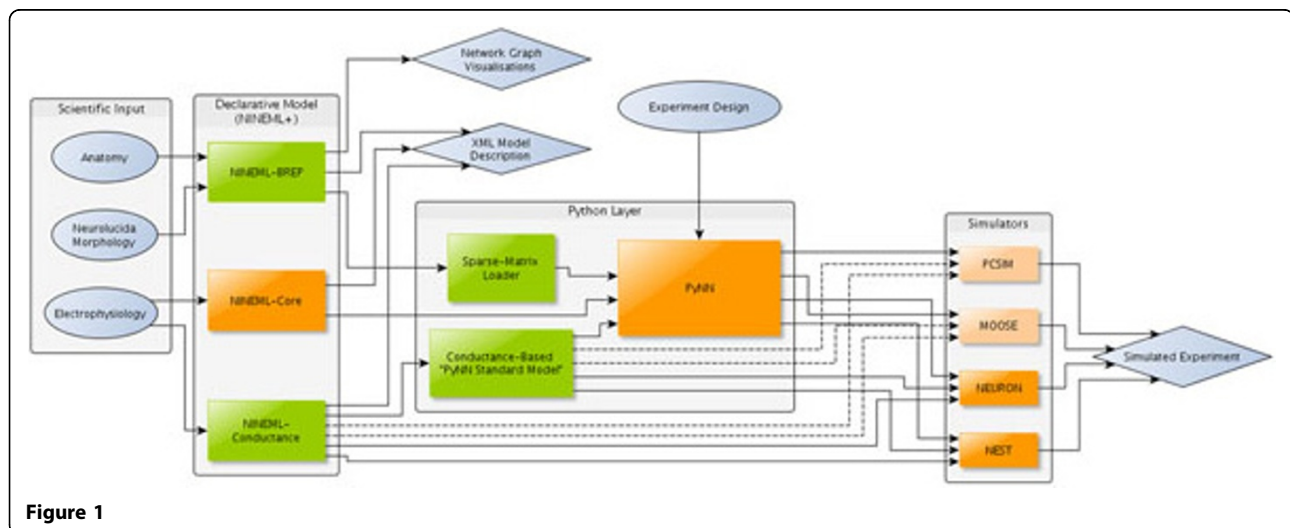 Network Graph
Visualisations
Scientific Input
Declarative Model
(NINEML+)
Experiment Design
Anatomy
NINEML-BREP
XML Model
Description
Neurolucida
Morphology
Python Layer
Simulators
Sparse-Matrix
Loader
PyNN
PCSIM
Electrophysiology
NINEML-Core
MOOSE
Conductance-Based
"PyNN Standard Model"
Simulated Experiment
NEURON
NINEML-
Conductance
NEST
Figure 1